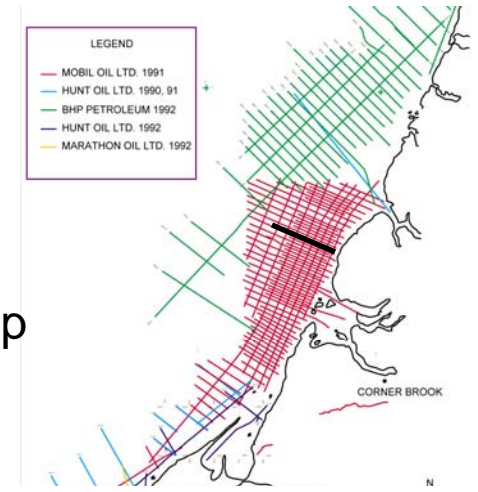 LEGEND
MOBIL OIL LTD. 1991
HUNT OIL LTD. 1990, 91
BHP PETROLEUM 1992
HUNT OIL LTD. 1992
MARATHON OIL LTD. 1992
p
CORNER BROOK
N